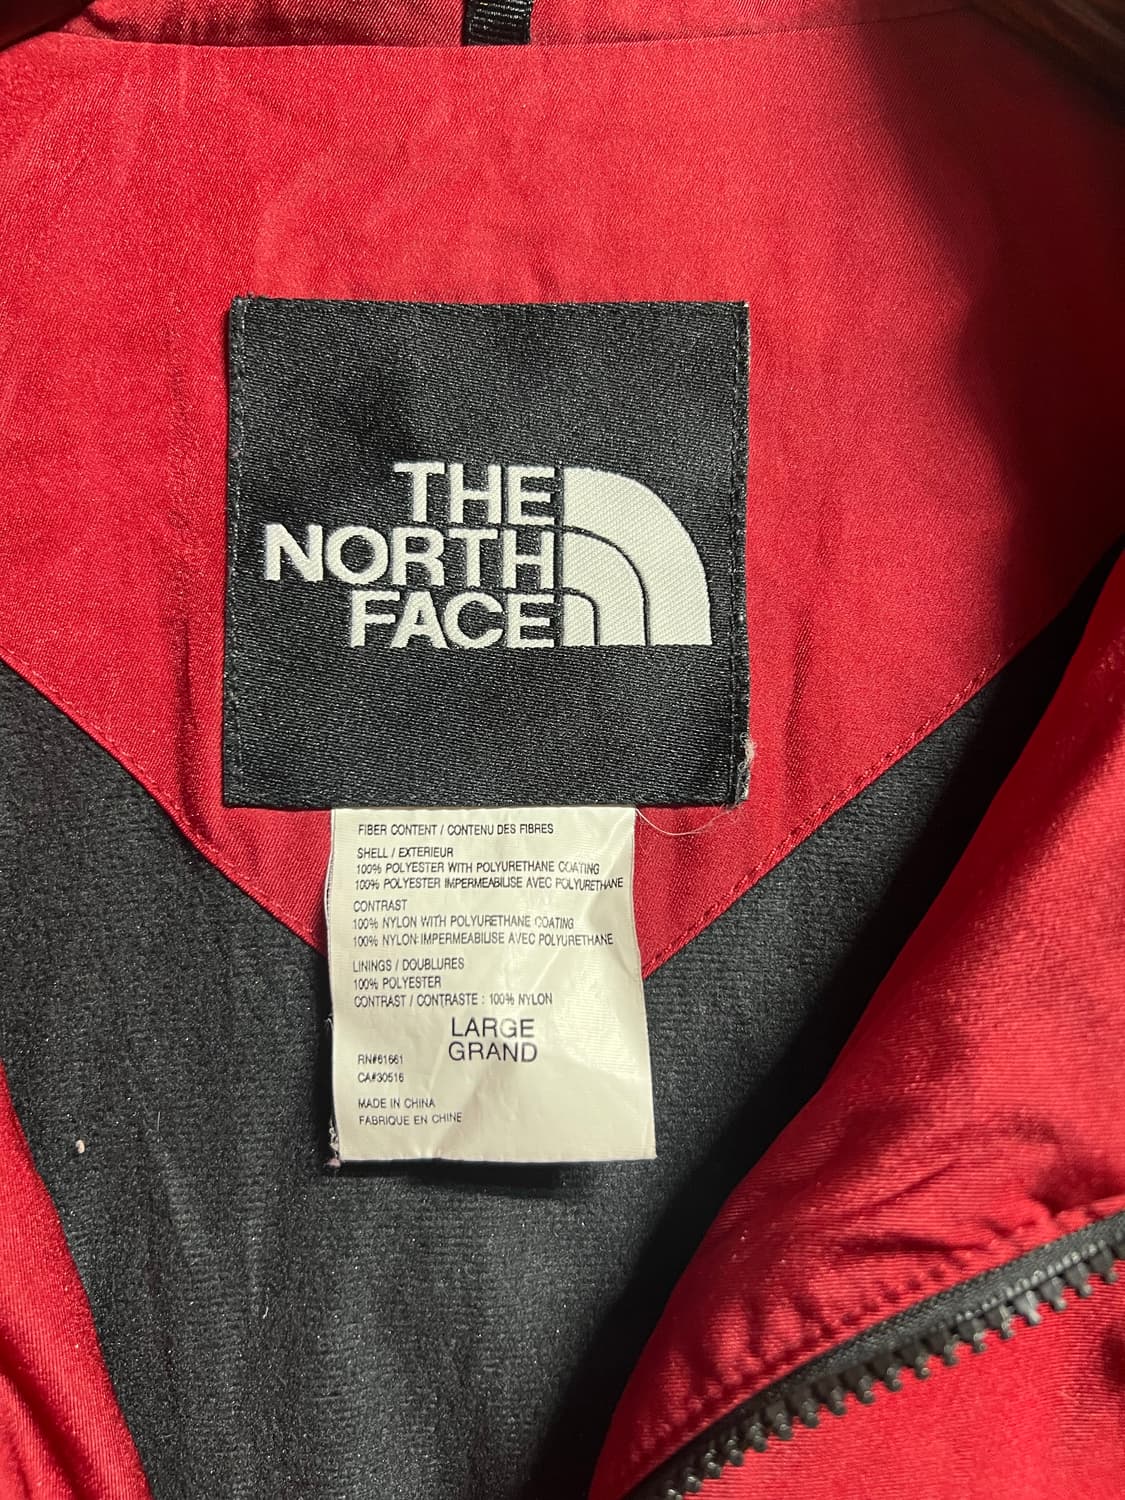 THE
NORTH
FACE
FIBER CONTENT / CONTENU DES FIBRES
SHELL / EXTERIEUR
100% POLYESTER WITH POLYURETHANE COATING
100% POLYESTER IMPERMEABILISE AVEC POLYURETHANE
CONTRAST
100% NYLON WITH POLYURETHANE COATING
100% NYLON IMPERMEABILISE AVEC POLYURETHANE
LININGS / DOUBLURES
100% POLYESTER
CONTRAST / CONTRASTE : 100% NYLON
LARGE
GRAND
RN#61661
CA#30516
MADE IN CHINA
FABRIQUE EN CHINE